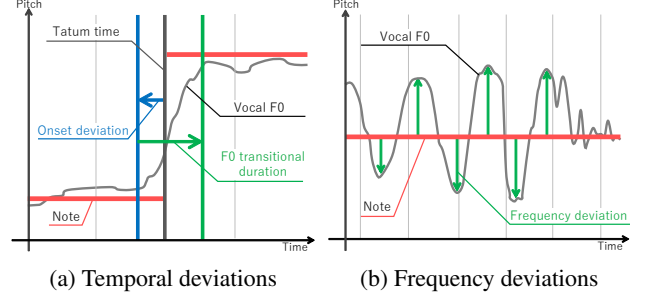 Pitch
Tatum time
Vocal F0
Onset deviation
F0 transitional
duration
Note
Time
(a) Temporal deviations
Pitch
Vocal F0
Note
Frequency deviation
Time
(b) Frequency deviations